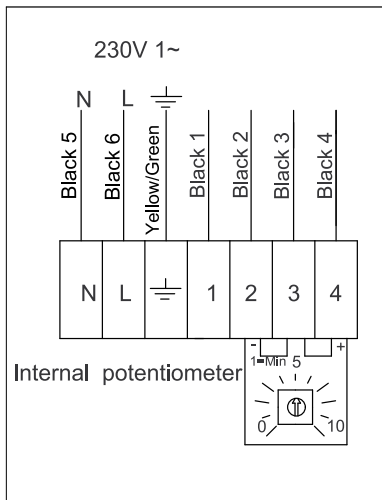 230V 1~
N L
Black 5
Black 6
Yellow/Green
Black 1
Black 2
Black 3
Black 4
N L 1 2 3 4
- +
1=Min 5
Internal potentiometer
0 10